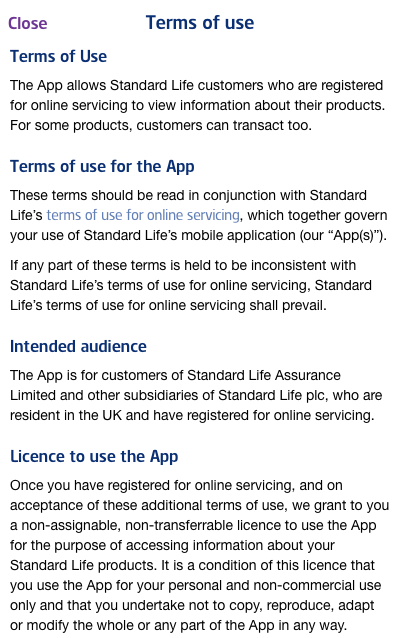 Close
Terms of use
Terms of Use
The App allows Standard Life customers who are registered
for online servicing to view information about their products.
For some products, customers can transact too.
Terms of use for the App
These terms should be read in conjunction with Standard
Life’s terms of use for online servicing, which together govern
your use of Standard Life’s mobile application (our “App(s)”).
If any part of these terms is held to be inconsistent with
Standard Life’s terms of use for online servicing, Standard
Life’s terms of use for online servicing shall prevail.
Intended audience
The App is for customers of Standard Life Assurance
Limited and other subsidiaries of Standard Life plc, who are
resident in the UK and have registered for online servicing.
Licence to use the App
Once you have registered for online servicing, and on
acceptance of these additional terms of use, we grant to you
a non-assignable, non-transferrable licence to use the App
for the purpose of accessing information about your
Standard Life products. It is a condition of this licence that
you use the App for your personal and non-commercial use
only and that you undertake not to copy, reproduce, adapt
or modify the whole or any part of the App in any way.